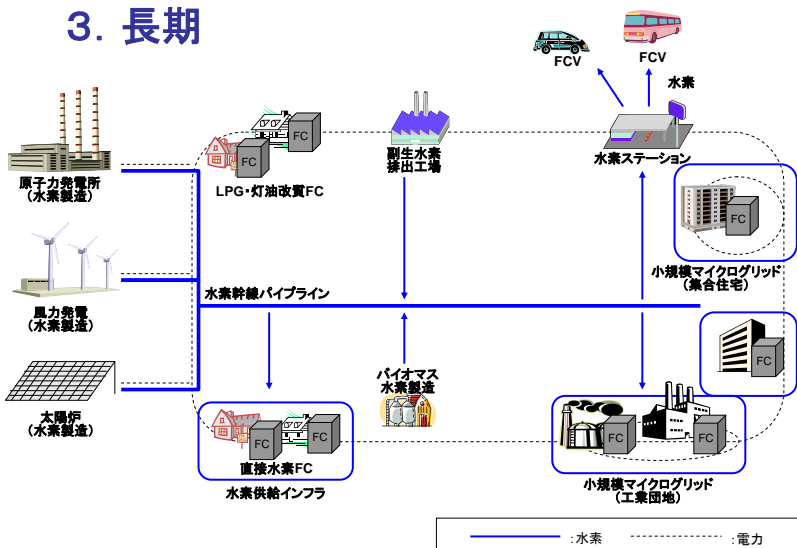 3. 長期
FCV
FCV
水素
FC
FC
LPG・灯油改質FC
副生水素
排出工場
水素ステーション
原子力発電所
(水素製造)
FC
小規模マイクログリッド
(集合住宅)
風力発電
(水素製造)
水素幹線パイプライン
FC
バイオマス
水素製造
太陽炉
(水素製造)
FC
FC
直接水素FC
水素供給インフラ
FC
FC
小規模マイクログリッド
(工業団地)
:水素
:電力